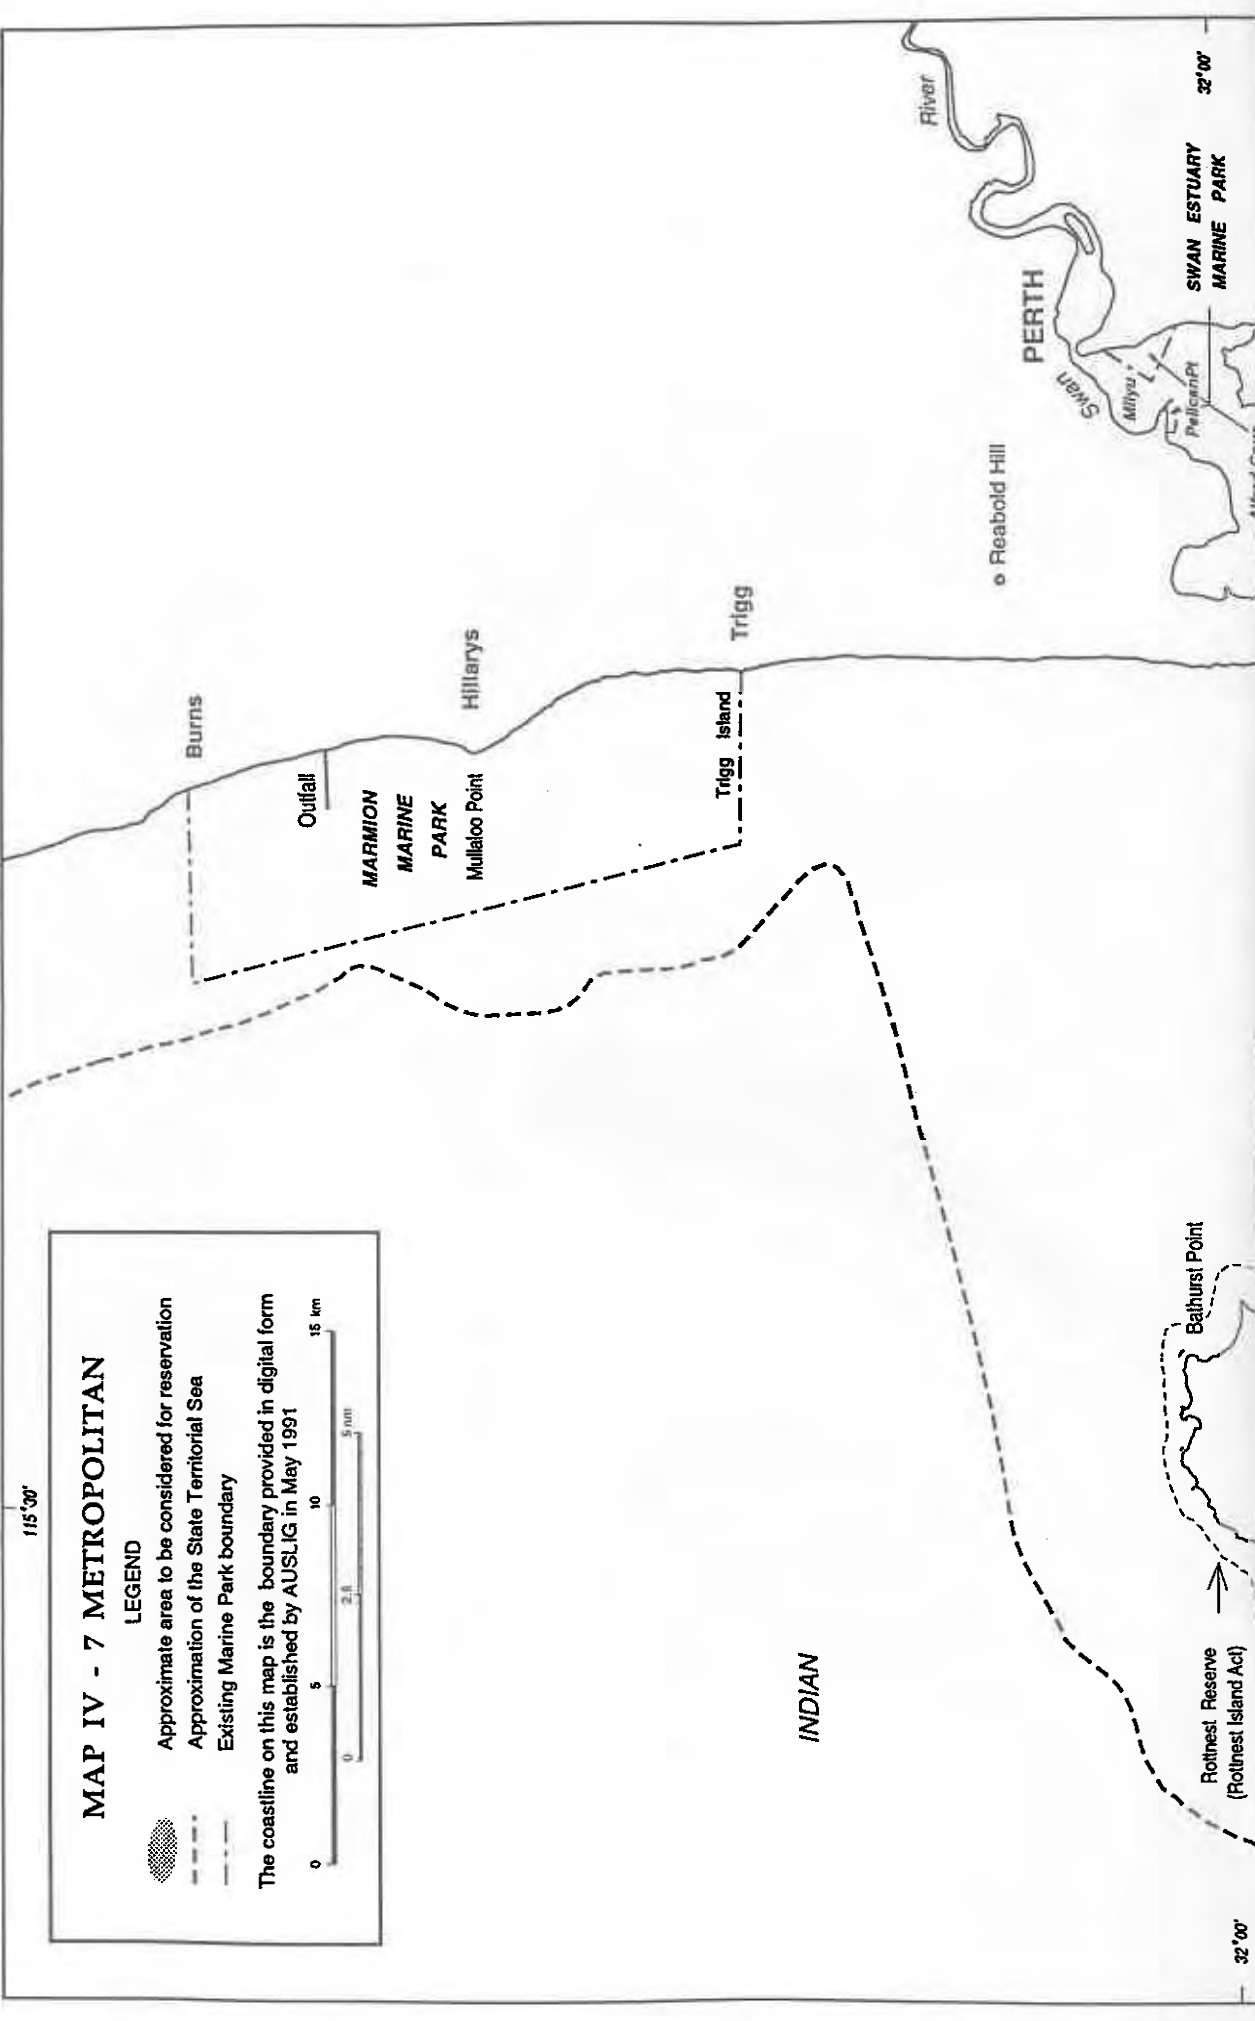 MAP IV - 7 METROPOLITAN
LEGEND
Approximate area to be considered for reservation
Approximation of the State Territorial Sea
Existing Marine Park boundary
The coastline on this map is the boundary provided in digital form
and established by AUSLIG in May 1991
0 5 10 15 km
0 2.5 5 nm
115°30'
Burns
Outfall
MARMION
MARINE
PARK
Mullaloo Point
Hillarys
Trigg Island
Trigg
INDIAN
Reabold Hill
PERTH
Swan
River
Milyu
Pelican Pt
SWAN ESTUARY
MARINE PARK
32°00'
Bathurst Point
Rottnest Reserve
(Rottnest Island Act)
32°00'